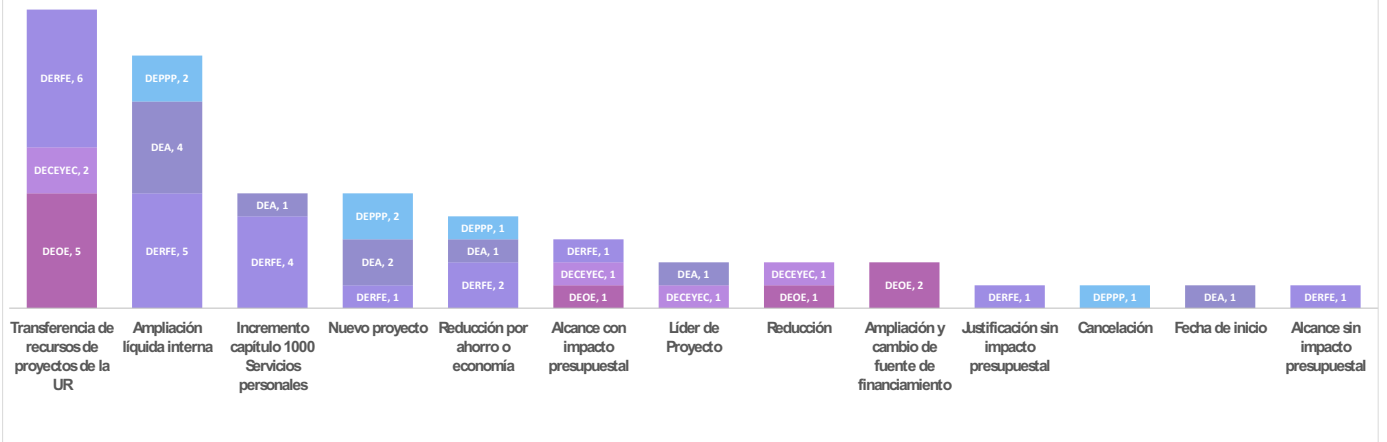 DERFE, 6
DECEYEC, 2
DEOE, 5
DEPPP, 2
DEA, 4
DERFE, 5
DEA, 1
DERFE, 4
DEPPP, 2
DEA, 2
DERFE, 1
DEPPP, 1
DEA, 1
DERFE, 2
DERFE, 1
DECEYEC, 1
DEOE, 1
DEA, 1
DECEYEC, 1
DECEYEC, 1
DEOE, 1
DEOE, 2
DERFE, 1
DEPPP, 1
DEA, 1
DERFE, 1
Transferencia de
recursos de
proyectos de la
UR
Ampliación
líquida interna
Incremento
capítulo 1000
Servicios
personales
Nuevo proyecto
Reducción por
ahorro o
economía
Alcance con
impacto
presupuestal
Líder de
Proyecto
Reducción
Ampliación y
cambio de
fuente de
financiamiento
Justificación sin
impacto
presupuestal
Cancelación
Fecha de inicio
Alcance sin
impacto
presupuestal